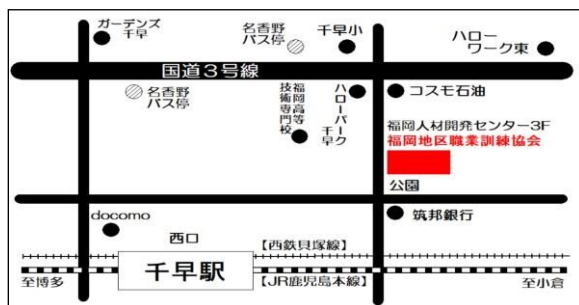 ガーデンズ
千早
名香野
バス停
千早小
ハロー
ワーク東
国道3号線
名香野
バス停
福岡高等
技術専門校
ハローパーク
千早
コスモ石油
福岡人材開発センター3F
福岡地区職業訓練協会
公園
docomo
西口
筑邦銀行
【西鉄貝塚線】
千早駅
至博多
【JR鹿児島本線】
至小倉